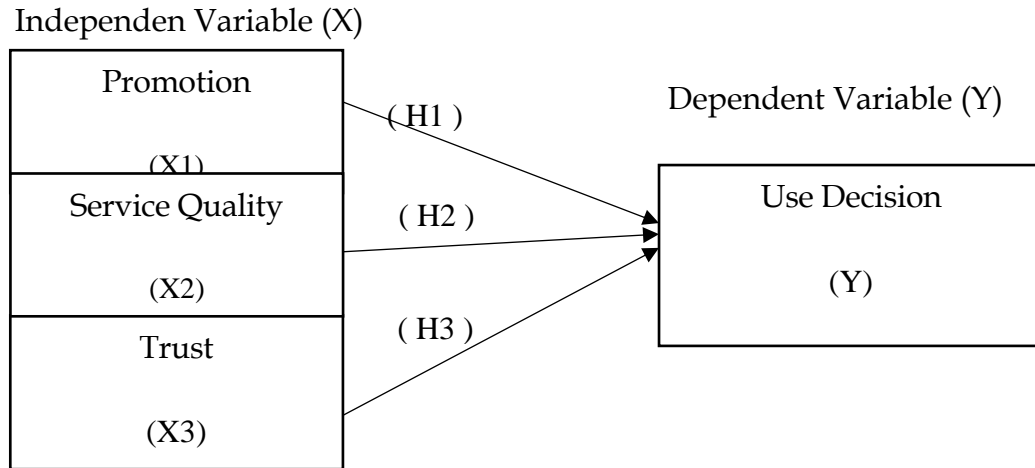 Independen Variable (X)
Promotion
(X1)
Service Quality
(X2)
Trust
(X3)
( H1 )
( H2 )
( H3 )
Dependent Variable (Y)
Use Decision
(Y)